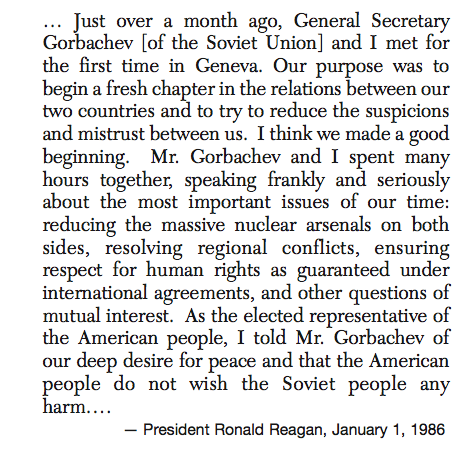 … Just over a month ago, General Secretary
Gorbachev [of the Soviet Union] and I met for
the first time in Geneva. Our purpose was to
begin a fresh chapter in the relations between our
two countries and to try to reduce the suspicions
and mistrust between us. I think we made a good
beginning. Mr. Gorbachev and I spent many
hours together, speaking frankly and seriously
about the most important issues of our time:
reducing the massive nuclear arsenals on both
sides, resolving regional conflicts, ensuring
respect for human rights as guaranteed under
international agreements, and other questions of
mutual interest. As the elected representative of
the American people, I told Mr. Gorbachev of
our deep desire for peace and that the American
people do not wish the Soviet people any
harm….
— President Ronald Reagan, January 1, 1986